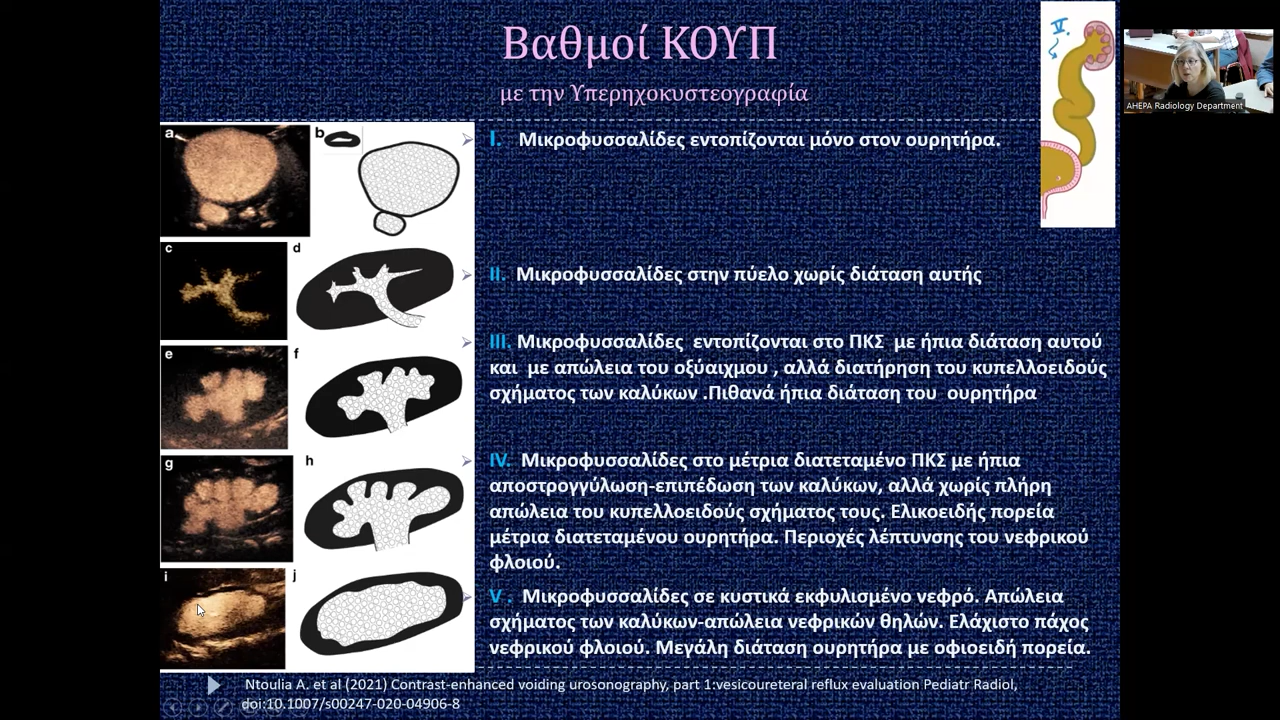 Βαθμοί ΚΟΥΠ
με την Υπερηχοκυστεογραφία
V.
AHEPA Radiology Department
a
b
I. Μικροφυσσαλίδες εντοπίζονται μόνο στον ουρητήρα.
c
d
II. Μικροφυσσαλίδες στην πύελο χωρίς διάταση αυτής
e
f
III. Μικροφυσσαλίδες εντοπίζονται στο ΠΚΣ με ήπια διάταση αυτού
και με απώλεια του οξύαιχμου , αλλά διατήρηση του κυπελλοειδούς
σχήματος των καλύκων .Πιθανά ήπια διάταση του ουρητήρα
g
h
IV. Μικροφυσσαλίδες στο μέτρια διατεταμένο ΠΚΣ με ήπια
αποστρογγύλωση-επιπέδωση των καλύκων, αλλά χωρίς πλήρη
απώλεια του κυπελλοειδούς σχήματος τους. Ελικοειδής πορεία
μέτρια διατεταμένου ουρητήρα. Περιοχές λέπτυνσης του νεφρικού
φλοιού.
i
j
V . Μικροφυσσαλίδες σε κυστικά εκφυλισμένο νεφρό. Απώλεια
σχήματος των καλύκων-απώλεια νεφρικών θηλών. Ελάχιστο πάχος
νεφρικού φλοιού. Μεγάλη διάταση ουρητήρα με οφιοειδή πορεία.
Ntoulia A. et al (2021) Contrast-enhanced voiding urosonography, part 1:vesicoureteral reflux evaluation Pediatr Radiol,
doi:10.1007/s00247-020-04906-8